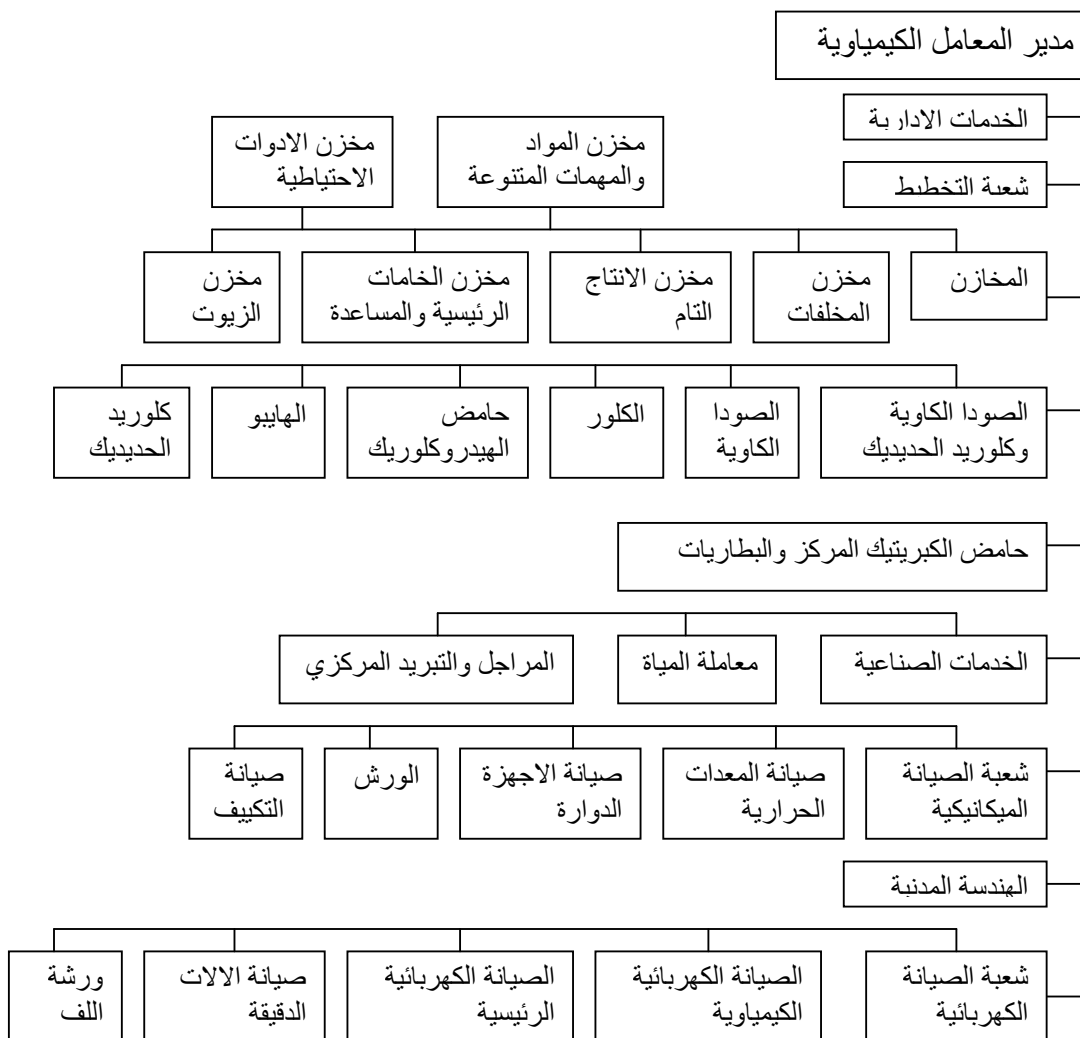 مدير المعامل الكيمياوية
الخدمات الادارية
مخزن المواد
والمهمات المتنوعة
مخزن الادوات
الاحتياطية
شعبة التخطيط
المخازن
مخزن
المخلفات
مخزن الانتاج
التام
مخزن الخامات
الرئيسية والمساعدة
مخزن
الزيوت
الصودا الكاوية
وكلوريد الحديديك
الصودا
الكاوية
الكلور
حامض
الهيدروكلوريك
الهايبو
كلوريد
الحديديك
حامض الكبريتيك المركز والبطاريات
الخدمات الصناعية
معاملة المياة
المراجل والتبريد المركزي
شعبة الصيانة
الميكانيكية
صيانة المعدات
الحرارية
صيانة الاجهزة
الدوارة
الورش
صيانة
التكييف
الهندسة المدنية
شعبة الصيانة
الكهربائية
الصيانة الكهربائية
الكيمياوية
الصيانة الكهربائية
الرئيسية
صيانة الالات
الدقيقة
ورشة
اللف